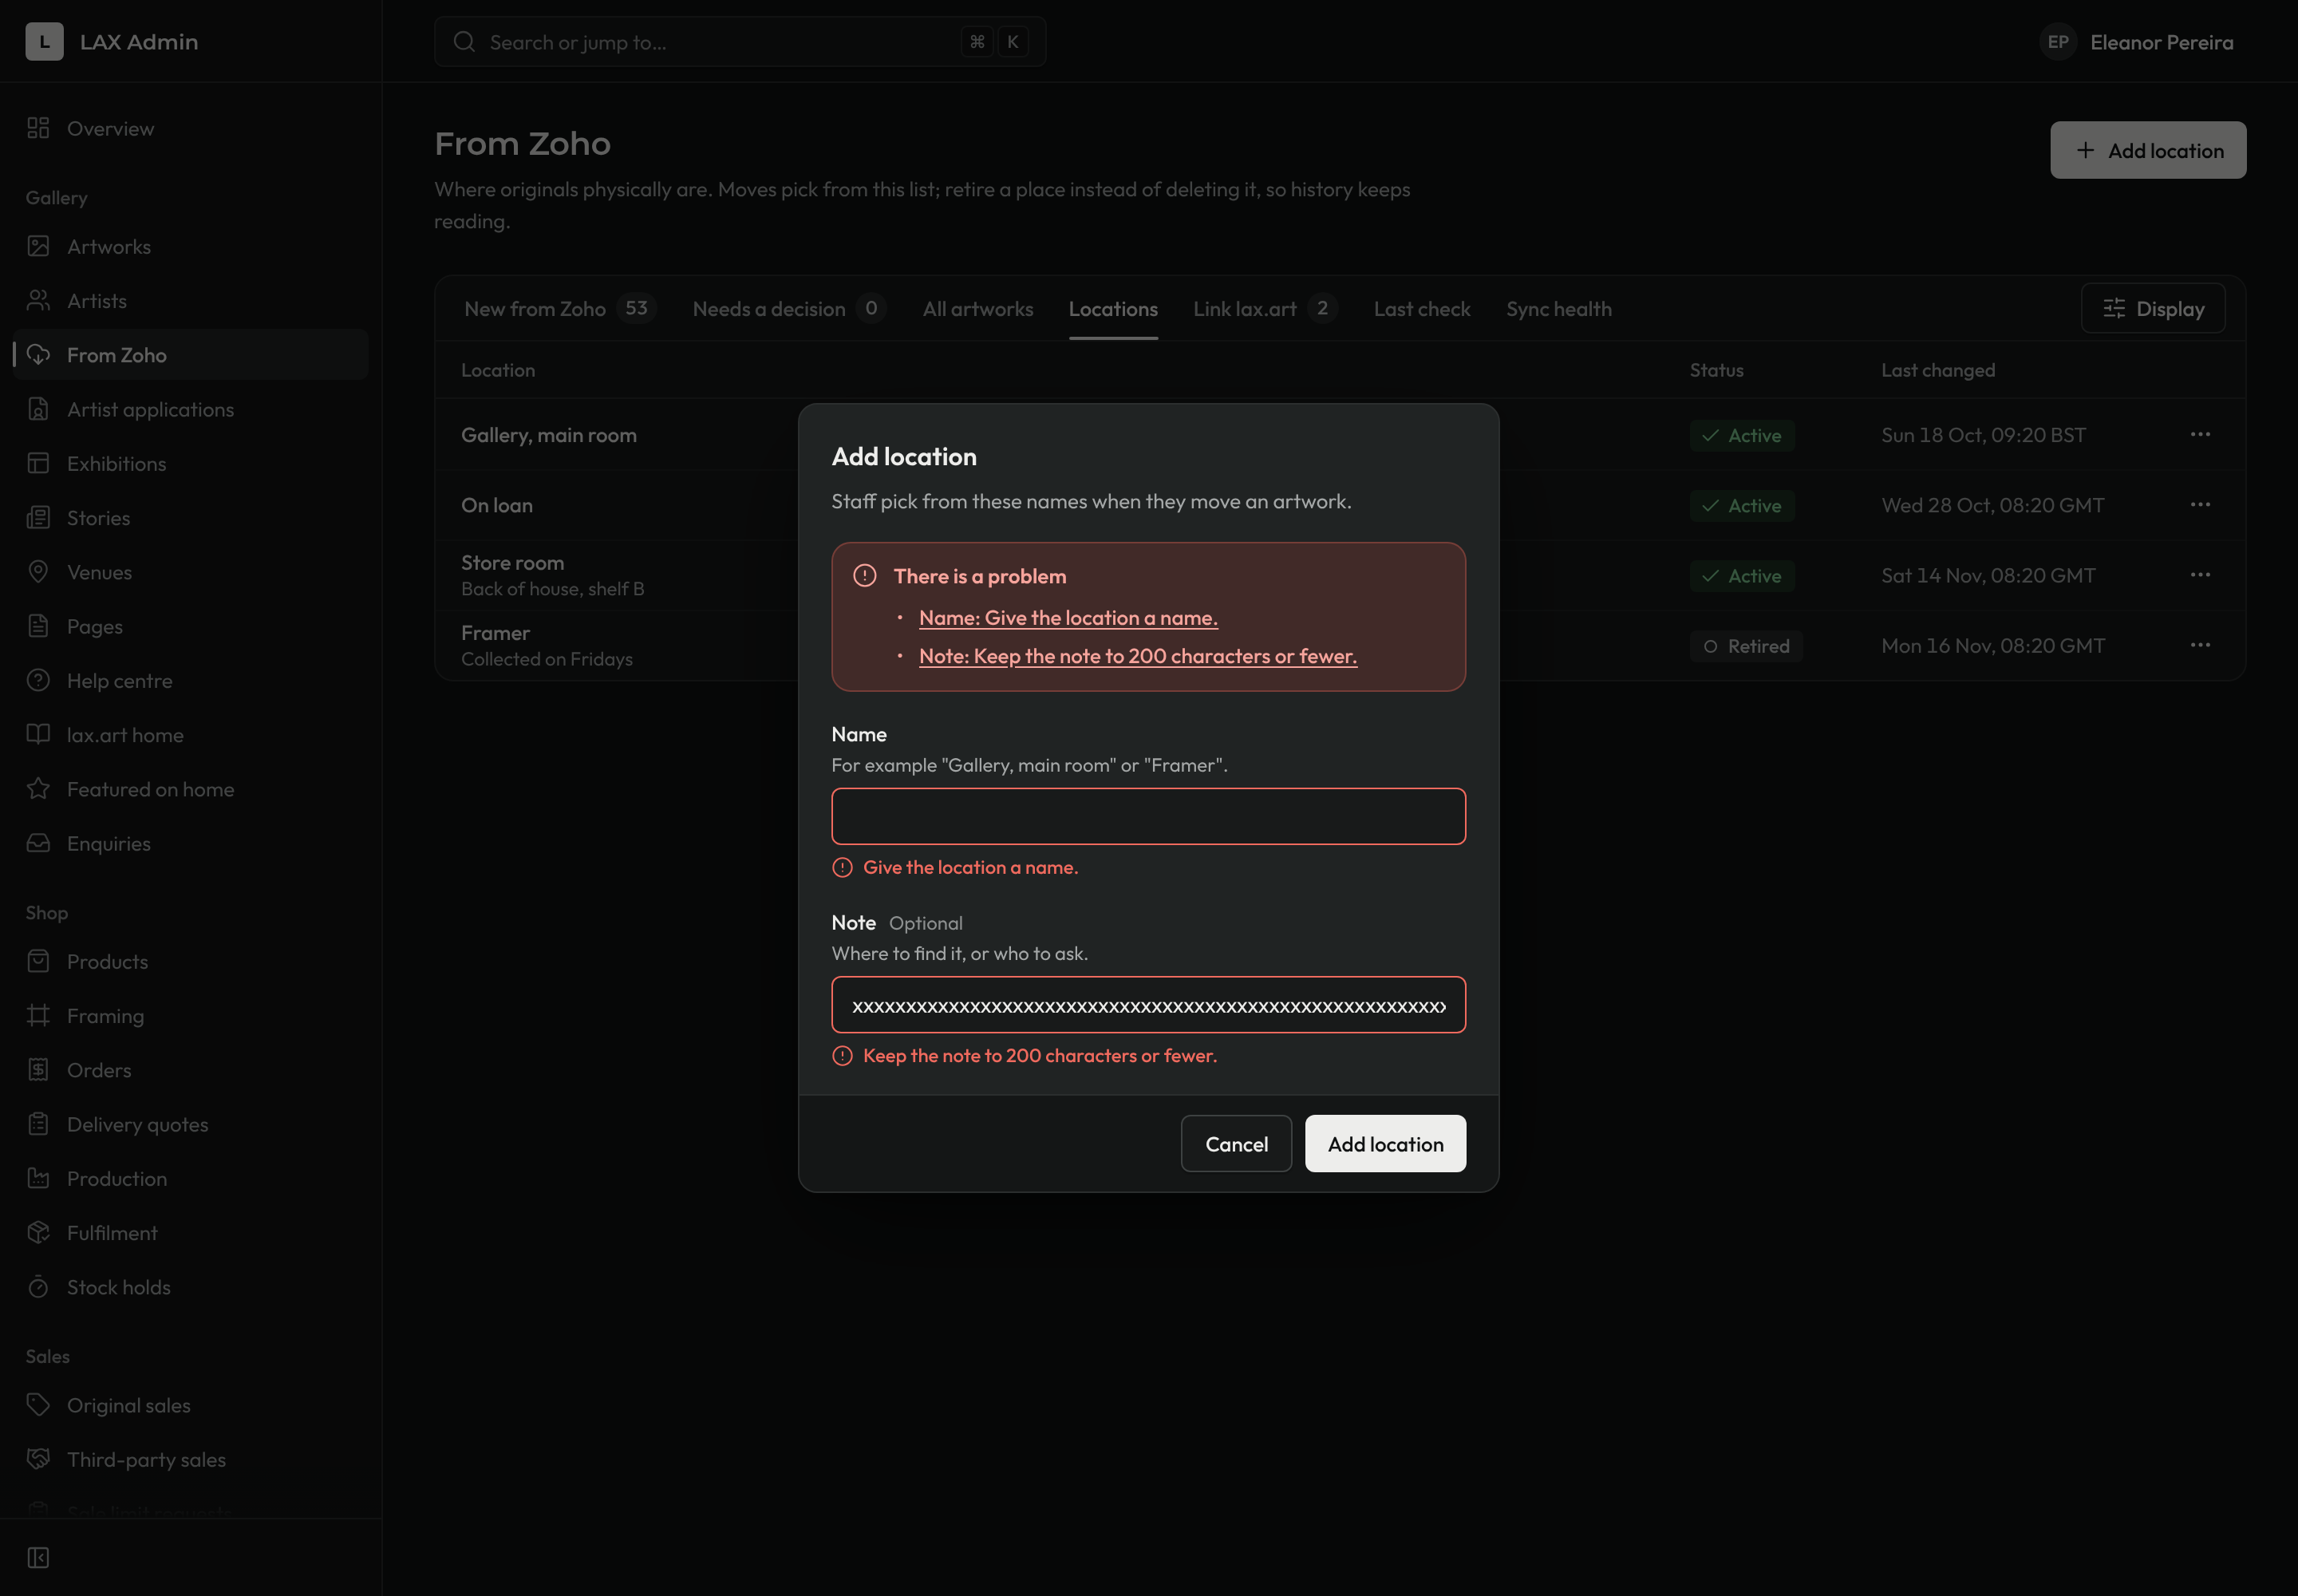 L LAX Admin
Search or jump to...
⌘ K
EP Eleanor Pereira
Overview
Gallery
Artworks
Artists
From Zoho
Artist applications
Exhibitions
Stories
Venues
Pages
Help centre
lax.art home
Featured on home
Enquiries
Shop
Products
Framing
Orders
Delivery quotes
Production
Fulfilment
Stock holds
Sales
Original sales
Third-party sales
From Zoho
Where originals physically are. Moves pick from this list; retire a place instead of deleting it, so history keeps
reading.
Add location
New from Zoho 53 Needs a decision 0 All artworks Locations Link lax.art 2 Last check Sync health Display
Location Status Last changed
Gallery, main room Active Sun 18 Oct, 09:20 BST
On loan Active Wed 28 Oct, 08:20 GMT
Store room
Back of house, shelf B
Active Sat 14 Nov, 08:20 GMT
Framer
Collected on Fridays
Retired Mon 16 Nov, 08:20 GMT
Add location
Staff pick from these names when they move an artwork.
There is a problem
• Name: Give the location a name.
• Note: Keep the note to 200 characters or fewer.
Name
For example "Gallery, main room" or "Framer".
Give the location a name.
Note Optional
Where to find it, or who to ask.
xxxxxxxxxxxxxxxxxxxxxxxxxxxxxxxxxxxxxxxxxxxxxxxxxxxxxxxx
Keep the note to 200 characters or fewer.
Cancel Add location